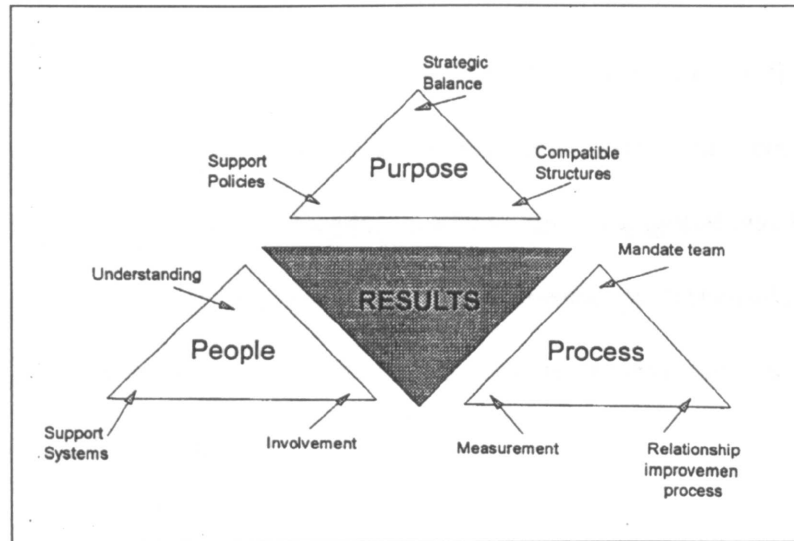 Strategic
Balance
Support
Policies
Purpose
Compatible
Structures
Understanding
RESULTS
Mandate team
People
Process
Support
Systems
Involvement
Measurement
Relationship
improvemen
process